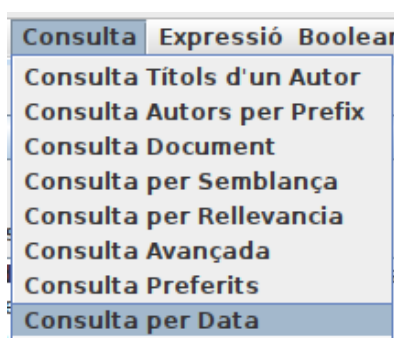 Consulta Expressió Boolear
Consulta Títols d'un Autor
Consulta Autors per Prefix
Consulta Document
Consulta per Semblança
Consulta per Rellevancia
Consulta Avançada
Consulta Preferits
Consulta per Data